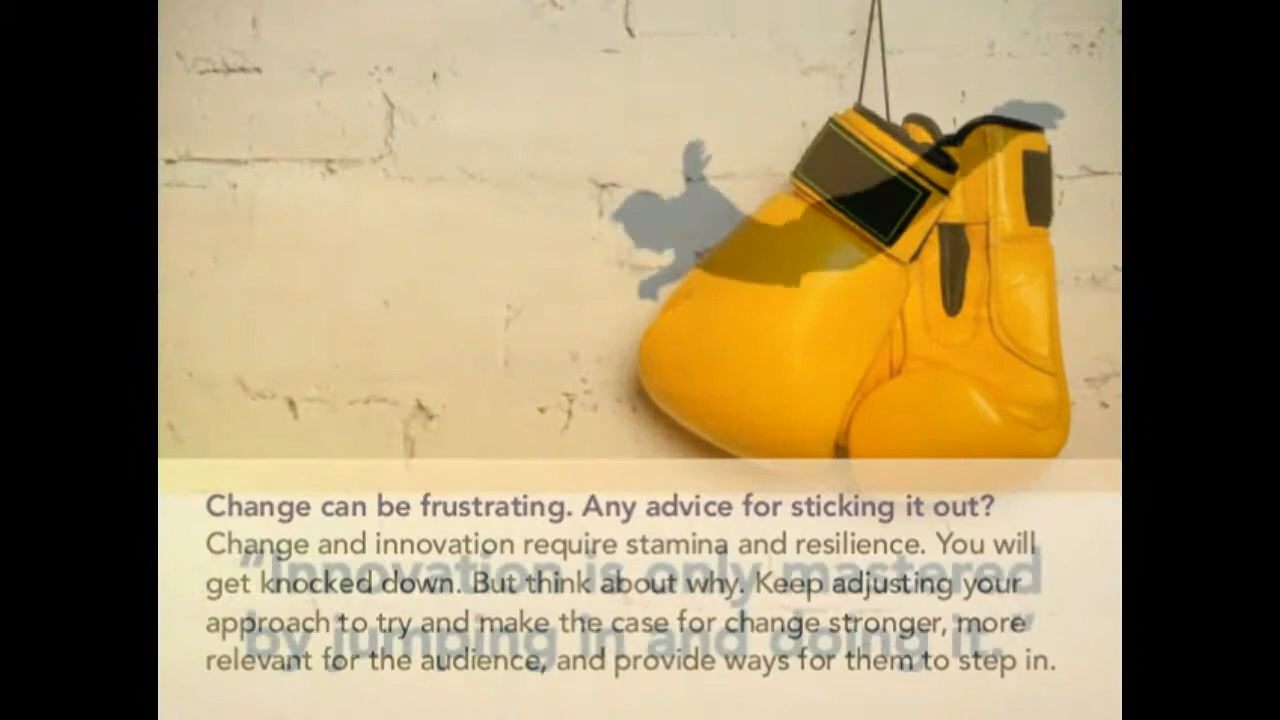 Change can be frustrating. Any advice for sticking it out?
Change and innovation require stamina and resilience. You will
get knocked down. But think about why. Keep adjusting your
approach to try and make the case for change stronger, more
relevant for the audience, and provide ways for them to step in.
“Innovation is only mastered
by jumping in and doing it.”